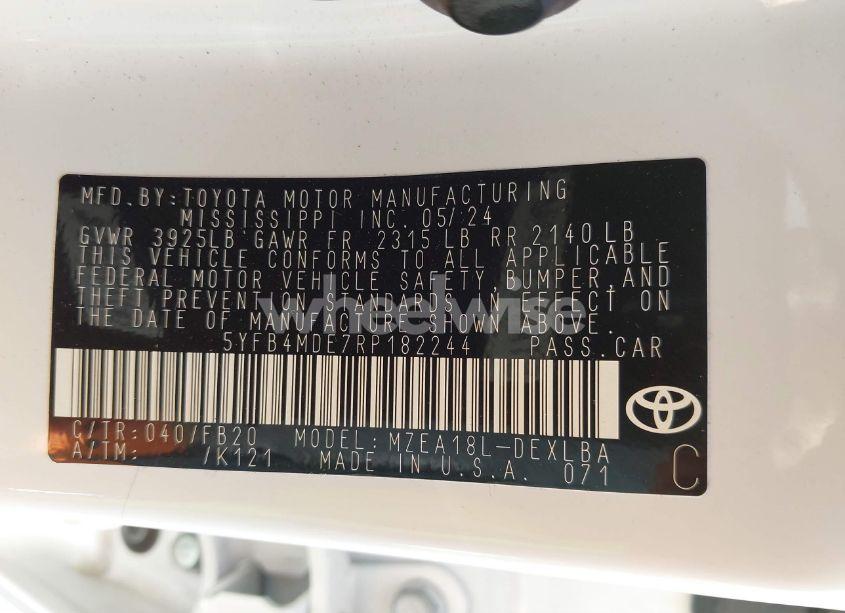 MFD. BY: TOYOTA MOTOR MANUFACTURING
MISSISSIPPI INC. 05/24
GVWR 3925LB GAWR FR 2315 LB RR 2140LB
THIS VEHICLE CONFORMS TO ALL APPLICABLE
FEDERAL MOTOR VEHICLE SAFETY, BUMPER, AND
THEFT PREVENTION STANDARDS IN EFFECT ON
THE DATE OF MANUFACTURE SHOWN ABOVE.
wheelwise
5YFB4MDE7RP182244 PASS. CAR
C/TR: 040/FB20 MODEL: MZEA18L-DEXLBA
A/TM: /K121 MADE IN U.S.A. 071 C